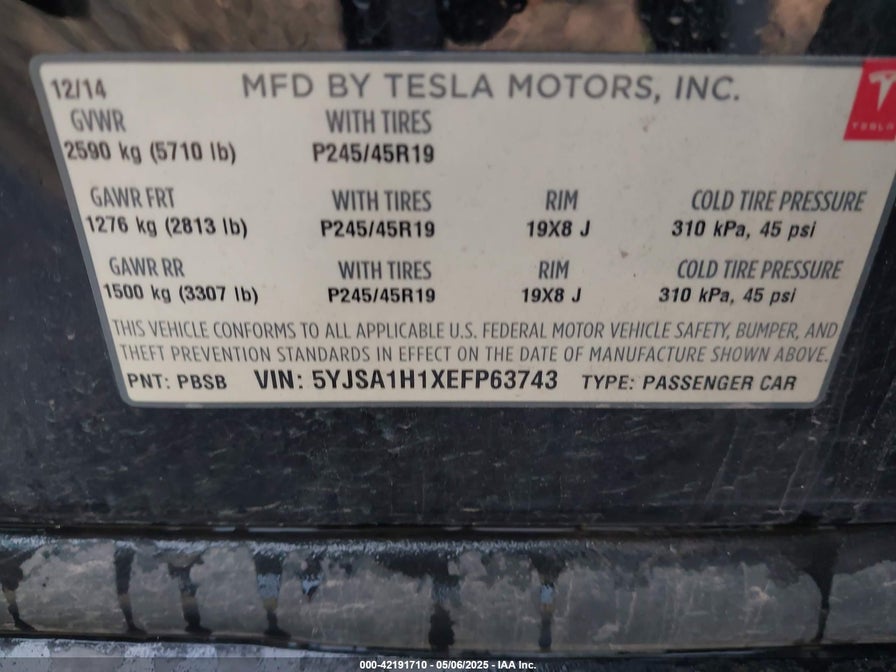 12/14 MFD BY TESLA MOTORS, INC.
TESLA
GVWR WITH TIRES
2590 kg (5710 lb) P245/45R19
GAWR FRT WITH TIRES RIM COLD TIRE PRESSURE
1276 kg (2813 lb) P245/45R19 19X8 J 310 kPa, 45 psi
GAWR RR WITH TIRES RIM COLD TIRE PRESSURE
1500 kg (3307 lb) P245/45R19 19X8 J 310 kPa, 45 psi
THIS VEHICLE CONFORMS TO ALL APPLICABLE U.S. FEDERAL MOTOR VEHICLE SAFETY, BUMPER, AND
THEFT PREVENTION STANDARDS IN EFFECT ON THE DATE OF MANUFACTURE SHOWN ABOVE.
PNT: PBSB VIN: 5YJSA1H1XEFP63743 TYPE: PASSENGER CAR
000-42191710 - 05/06/2025 - IAA Inc.